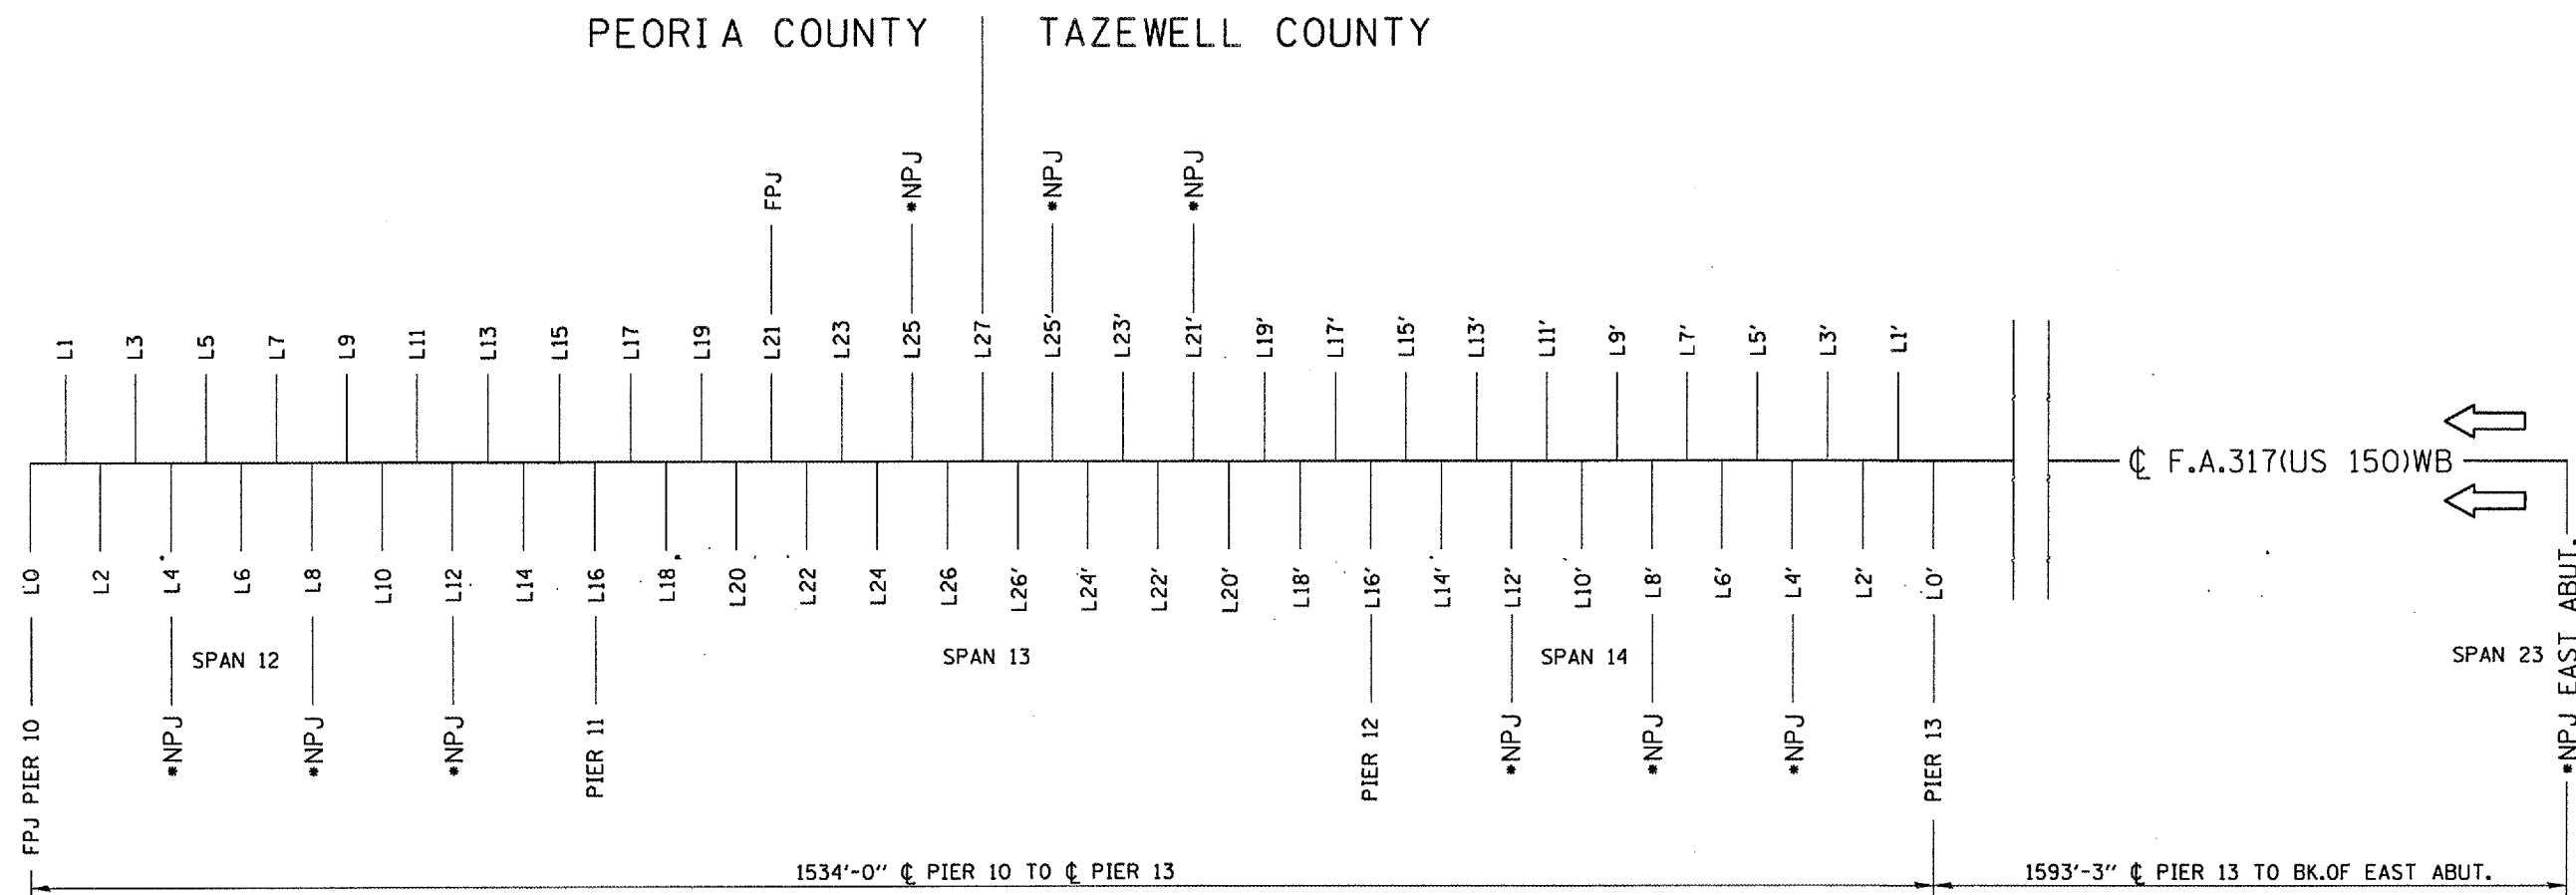 PEORIA COUNTY
TAZEWELL COUNTY
FPJ
*NPJ
*NPJ
*NPJ
L1
L3
L5
L7
L9
L11
L13
L15
L17
L19
L21
L23
L25
L27
L25'
L23'
L21'
L19'
L17'
L15'
L13'
L11'
L9'
L7'
L5'
L3'
L1'
℄ F.A.317(US 150)WB
L0
L2
L4
L6
L8
L10
L12
L14
L16
L18
L20
L22
L24
L26
L26'
L24'
L22'
L20'
L18'
L16'
L14'
L12'
L10'
L8'
L6'
L4'
L2'
L0'
SPAN 12
SPAN 13
SPAN 14
SPAN 23
FPJ PIER 10
*NPJ
*NPJ
*NPJ
PIER 11
PIER 12
*NPJ
*NPJ
*NPJ
PIER 13
*NPJ EAST ABUT.
1534'-0" ℄ PIER 10 TO ℄ PIER 13
1593'-3" ℄ PIER 13 TO BK.OF EAST ABUT.